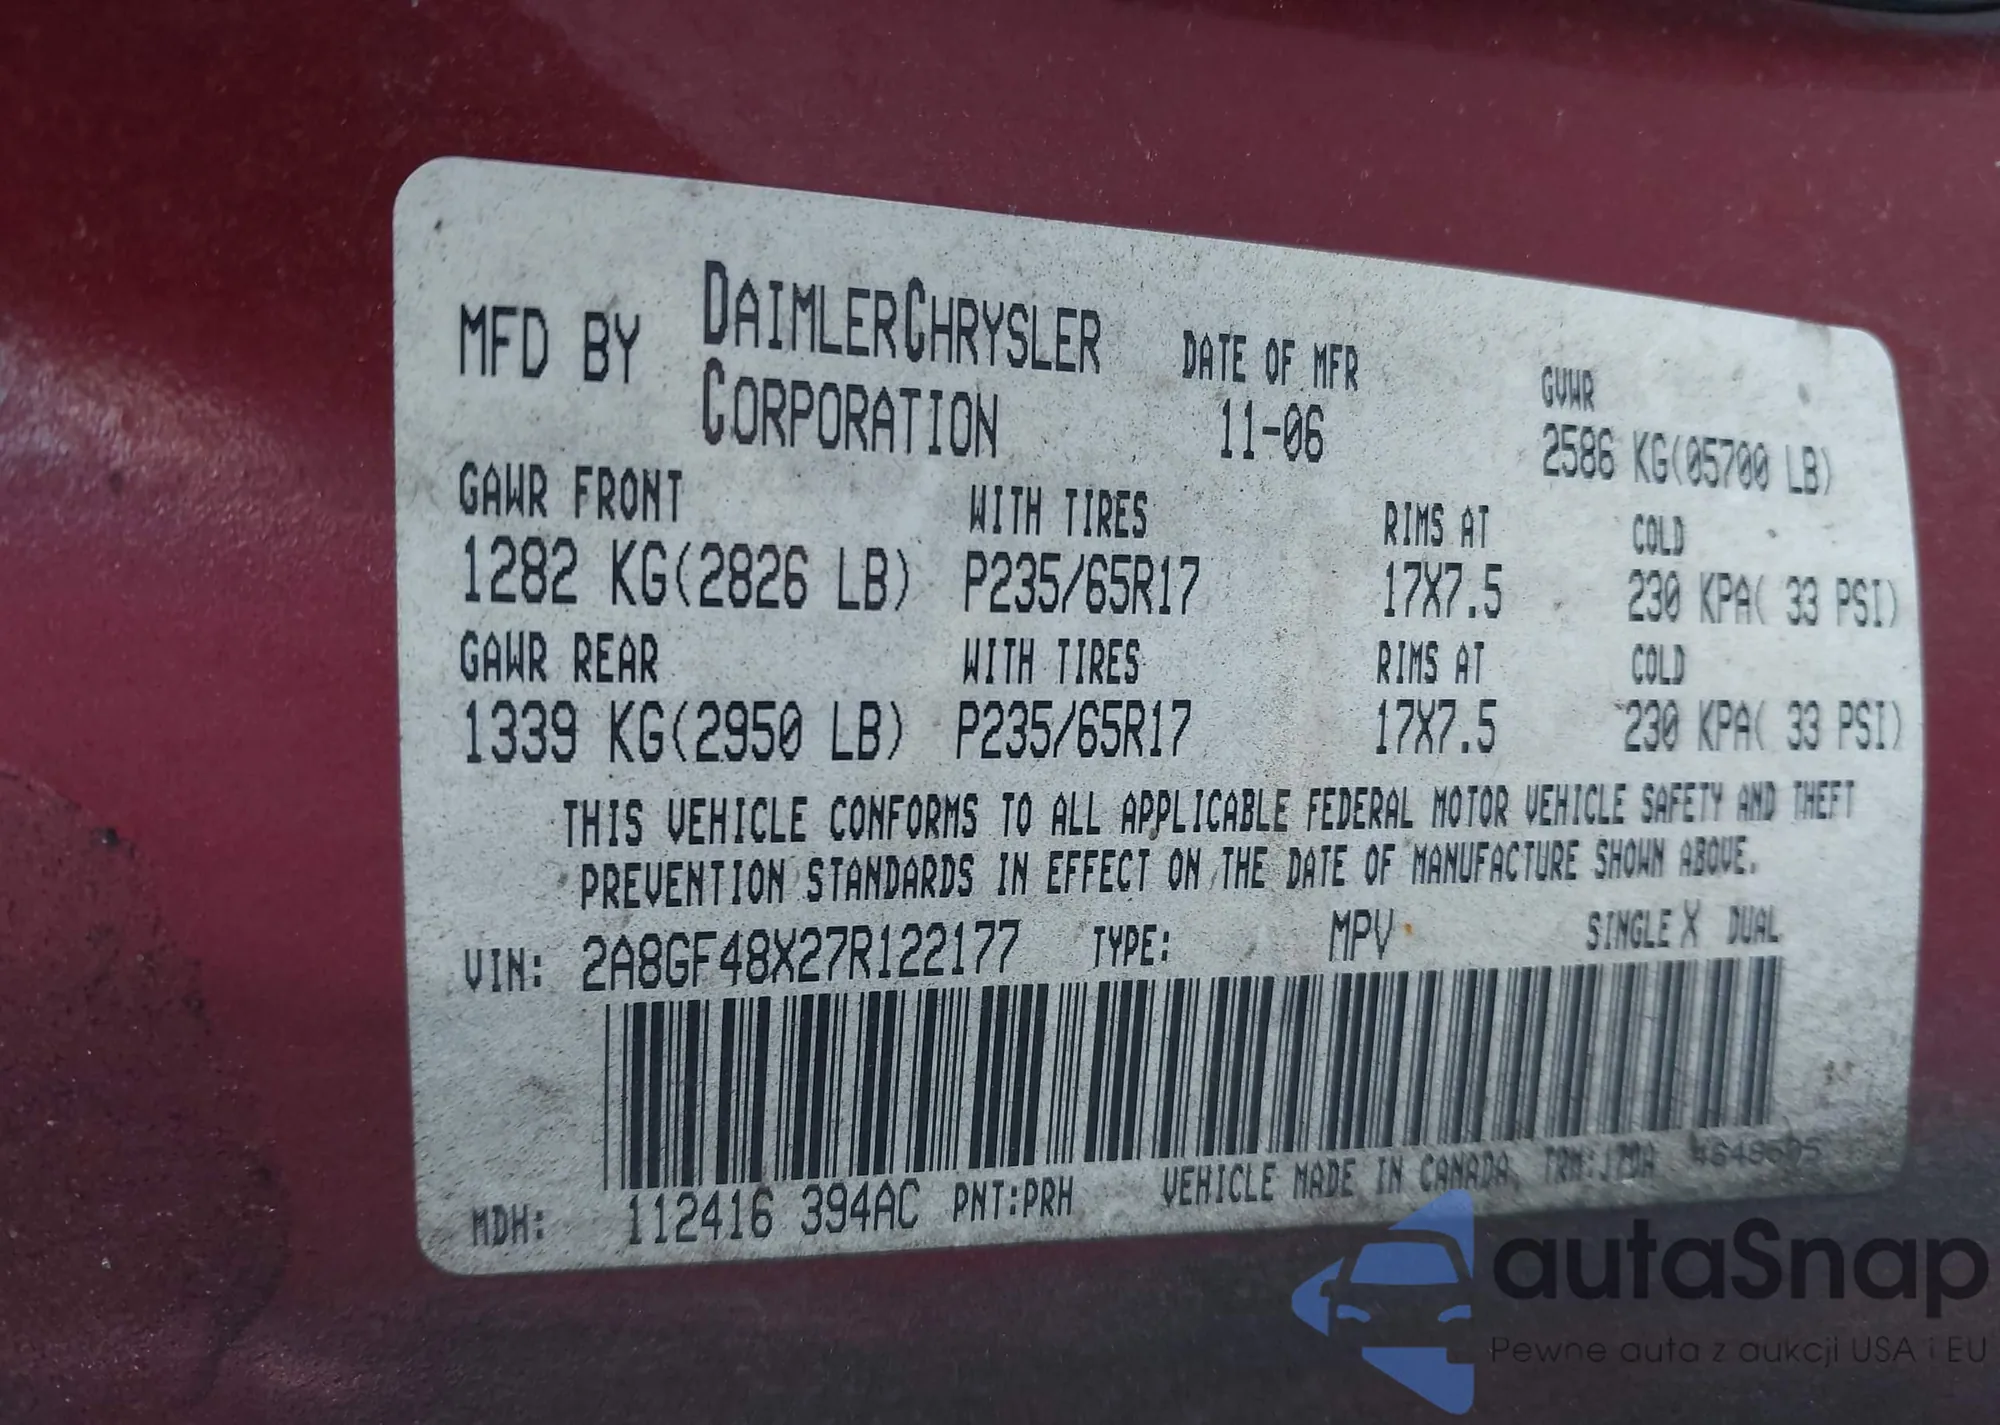 MFD BY DAIMLERCHRYSLER CORPORATION DATE OF MFR 11-06 GVWR 2586 KG(05700 LB)
GAWR FRONT WITH TIRES RIMS AT COLD
1282 KG(2826 LB) P235/65R17 17X7.5 230 KPA( 33 PSI)
GAWR REAR WITH TIRES RIMS AT COLD
1339 KG(2950 LB) P235/65R17 17X7.5 230 KPA( 33 PSI)
THIS VEHICLE CONFORMS TO ALL APPLICABLE FEDERAL MOTOR VEHICLE SAFETY AND THEFT
PREVENTION STANDARDS IN EFFECT ON THE DATE OF MANUFACTURE SHOWN ABOVE.
VIN: 2A8GF48X27R122177 TYPE: MPV SINGLE X DUAL
MDH: 112416 394AC PNT:PRH VEHICLE MADE IN CANADA, TRM:
autaSnap
Pewne auta z aukcji USA i EU